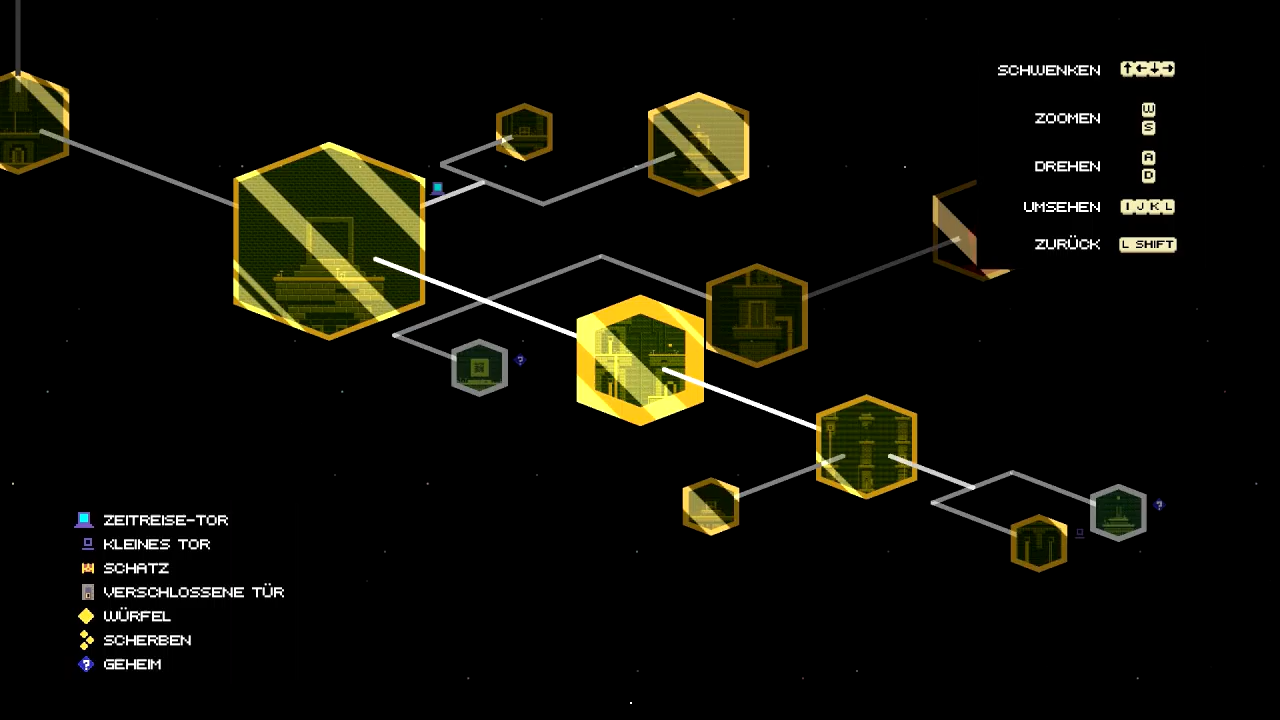 SCHWENKEN ↑←↓→
ZOOMEN W S
DREHEN A D
UMSEHEN I J K L
ZURÜCK L SHIFT
ZEITREISE-TOR
KLEINES TOR
SCHATZ
VERSCHLOSSENE TÜR
WÜRFEL
SCHERBEN
? GEHEIM